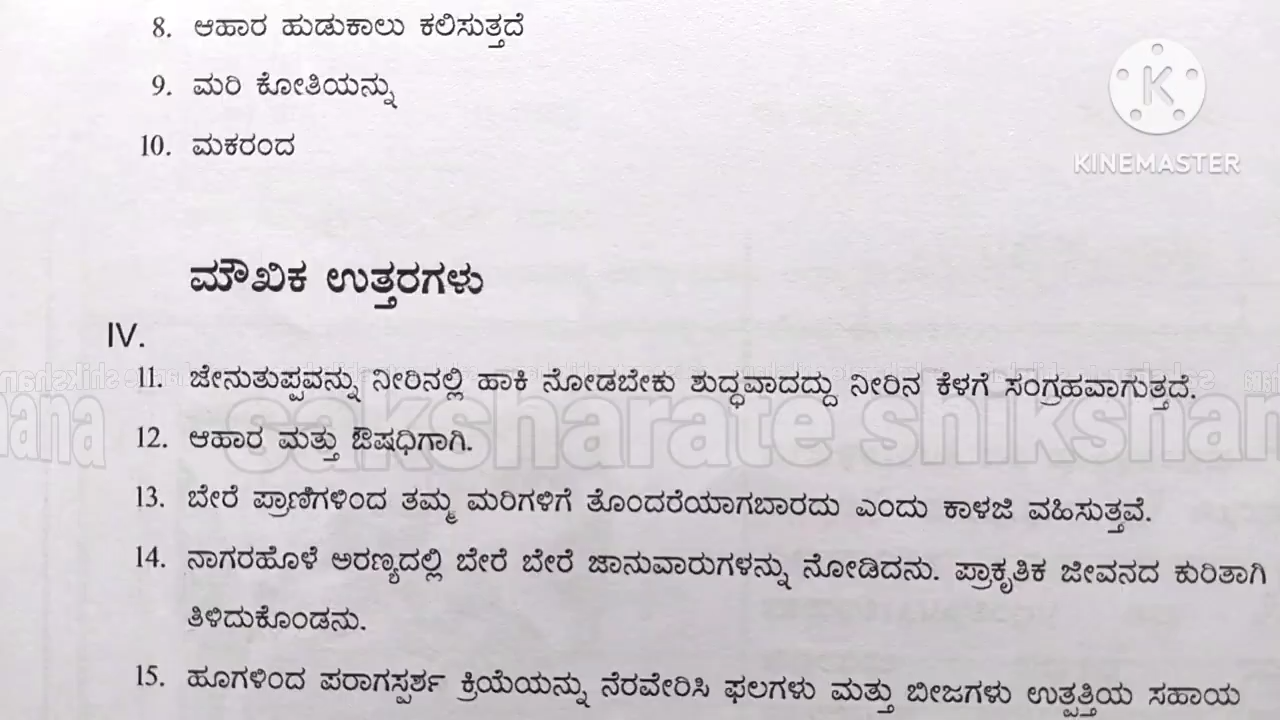 8. ಆಹಾರ ಹುಡುಕಾಲು ಕಲಿಸುತ್ತದೆ
9. ಮರಿ ಕೋತಿಯನ್ನು
10. ಮಕರಂದ
KINEMASTER
ಮೌಖಿಕ ಉತ್ತರಗಳು
IV.
11. ಜೇನುತುಪ್ಪವನ್ನು ನೀರಿನಲ್ಲಿ ಹಾಕಿ ನೋಡಬೇಕು ಶುದ್ಧವಾದದ್ದು ನೀರಿನ ಕೆಳಗೆ ಸಂಗ್ರಹವಾಗುತ್ತದೆ.
saksharate shikshana
12. ಆಹಾರ ಮತ್ತು ಔಷಧಿಗಾಗಿ.
13. ಬೇರೆ ಪ್ರಾಣಿಗಳಿಂದ ತಮ್ಮ ಮರಿಗಳಿಗೆ ತೊಂದರೆಯಾಗಬಾರದು ಎಂದು ಕಾಳಜಿ ವಹಿಸುತ್ತವೆ.
14. ನಾಗರಹೊಳೆ ಅರಣ್ಯದಲ್ಲಿ ಬೇರೆ ಬೇರೆ ಜಾನುವಾರುಗಳನ್ನು ನೋಡಿದನು. ಪ್ರಾಕೃತಿಕ ಜೀವನದ ಕುರಿತಾಗಿ
ತಿಳಿದುಕೊಂಡನು.
15. ಹೂಗಳಿಂದ ಪರಾಗಸ್ಪರ್ಶ ಕ್ರಿಯೆಯನ್ನು ನೆರವೇರಿಸಿ ಫಲಗಳು ಮತ್ತು ಬೀಜಗಳು ಉತ್ಪತ್ತಿಯ ಸಹಾಯ